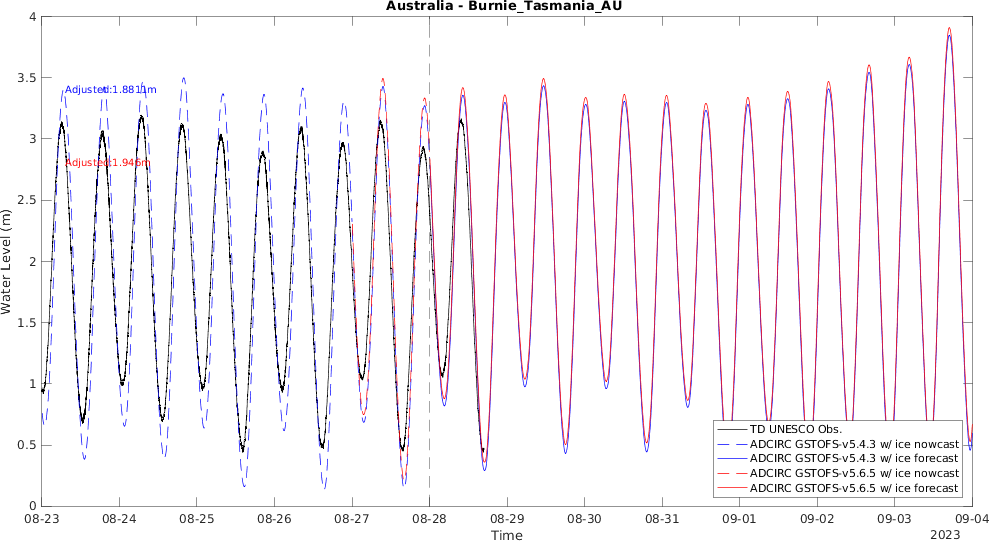 Australia - Burnie_Tasmania_AU
Water Level (m)
4
3.5
3
2.5
2
1.5
1
0.5
0
Adjusted:1.8811m
Adjusted:1.946m
TD UNESCO Obs.
ADCIRC GSTOFS-v5.4.3 w/ ice nowcast
ADCIRC GSTOFS-v5.4.3 w/ ice forecast
ADCIRC GSTOFS-v5.6.5 w/ ice nowcast
ADCIRC GSTOFS-v5.6.5 w/ ice forecast
08-23 08-24 08-25 08-26 08-27 08-28 08-29 08-30 08-31 09-01 09-02 09-03 09-04
Time
2023